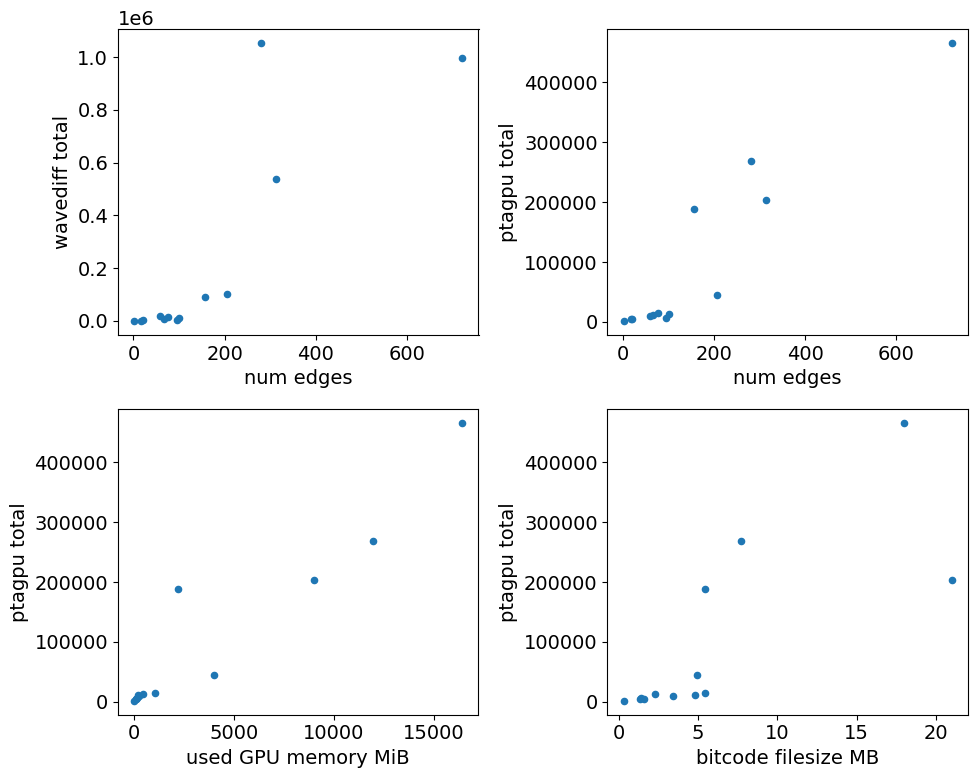 1e6
1.0
0.8
0.6
0.4
0.2
0.0
wavediff total
0 200 400 600
num edges
400000
300000
200000
100000
0
ptagpu total
0 200 400 600
num edges
400000
300000
200000
100000
0
ptagpu total
0 5000 10000 15000
used GPU memory MiB
400000
300000
200000
100000
0
ptagpu total
0 5 10 15 20
bitcode filesize MB